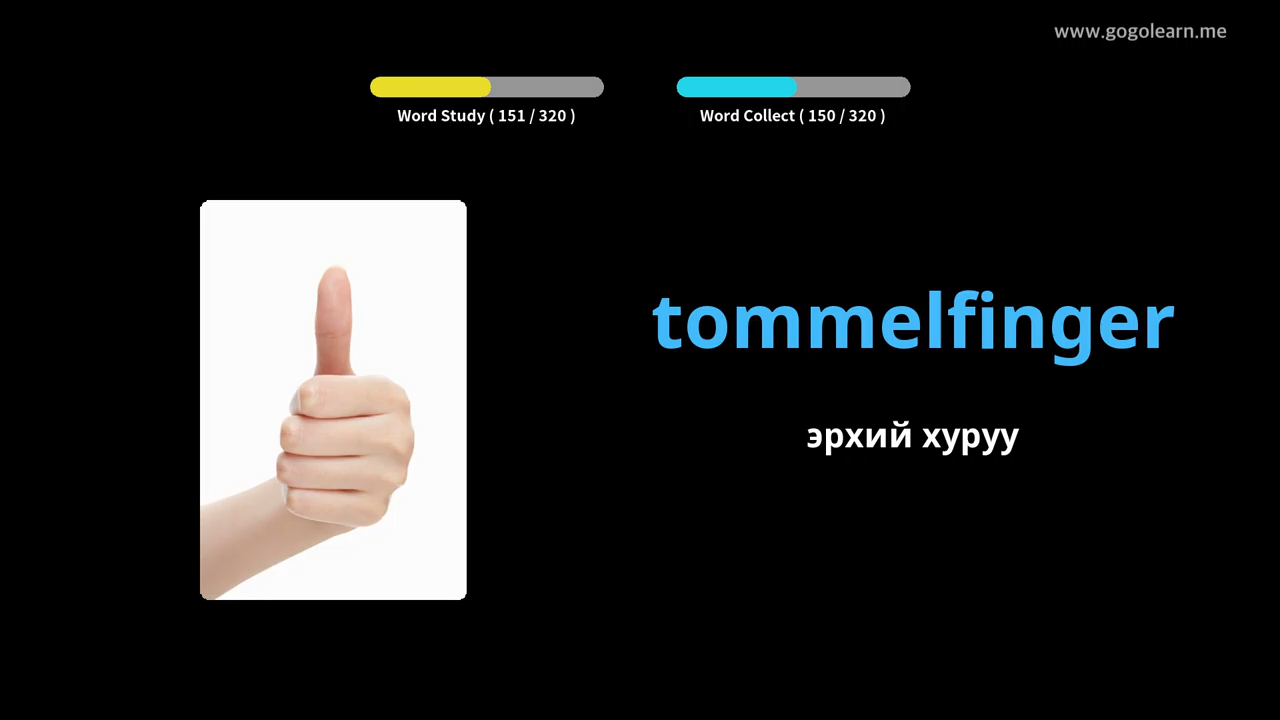 www.gogolearn.me
Word Study ( 151 / 320 )
Word Collect ( 150 / 320 )
tommelfinger
эрхий хуруу